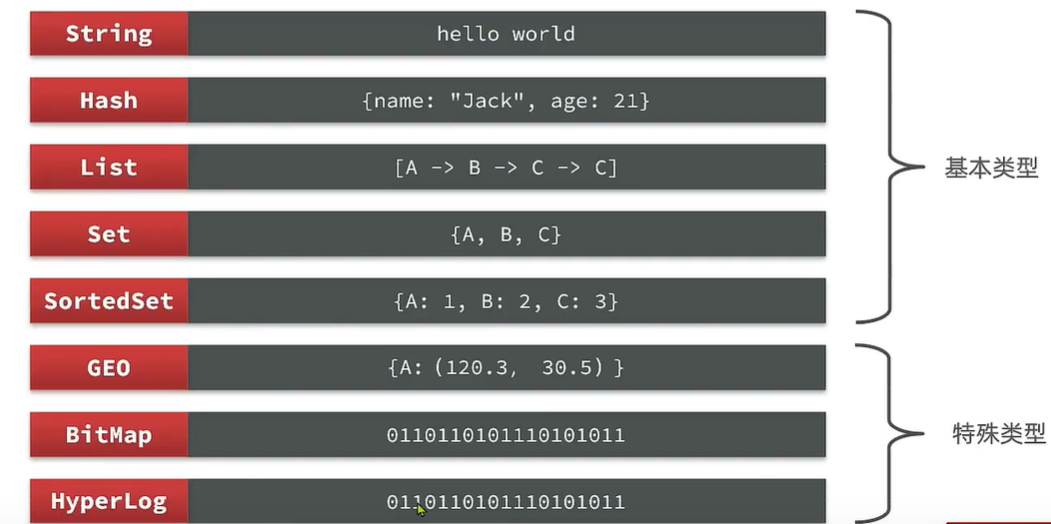 String hello world
Hash {name: "Jack", age: 21}
List [A -> B -> C -> C]
Set {A, B, C}
SortedSet {A: 1, B: 2, C: 3}
基本类型
GEO {A: (120.3, 30.5) }
BitMap 0110110101110101011
HyperLog 0110110101110101011
特殊类型